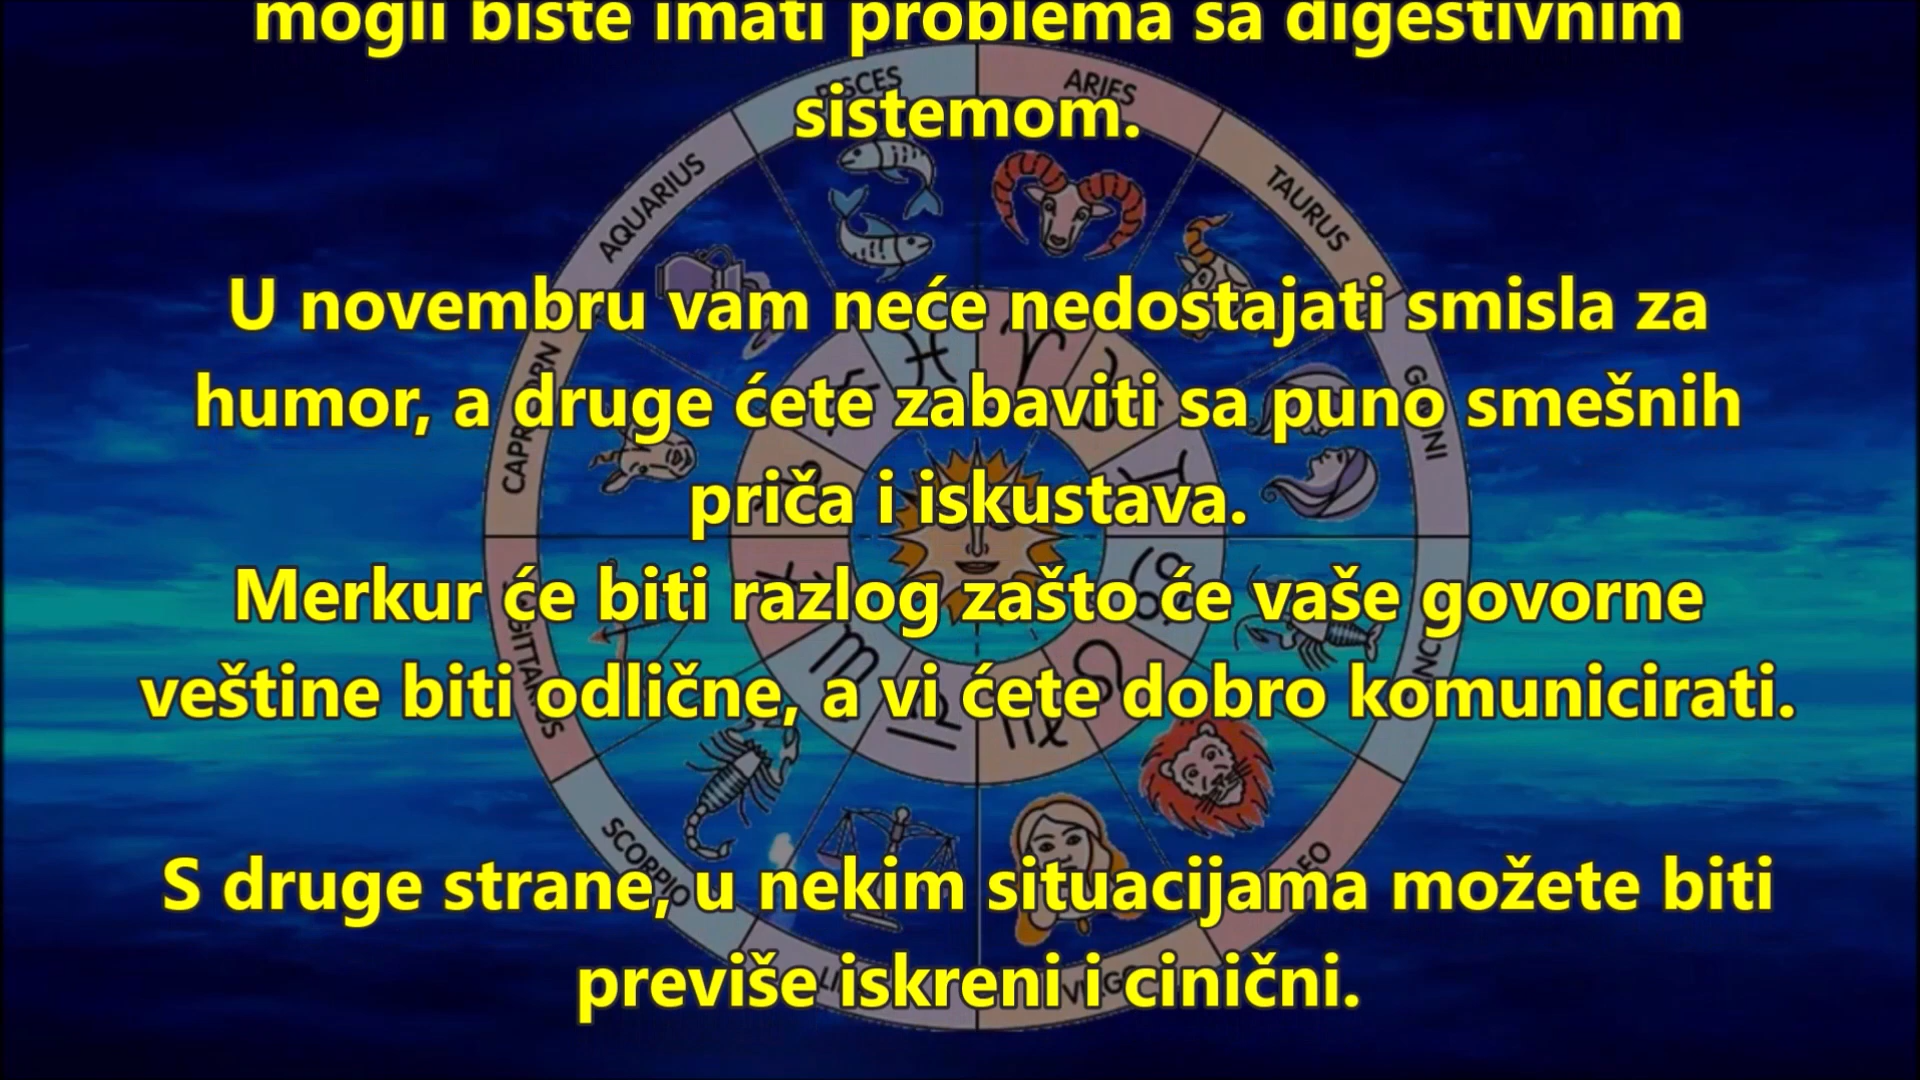 mogli biste imati problema sa digestivnim
sistemom.
U novembru vam neće nedostajati smisla za
humor, a druge ćete zabaviti sa puno smešnih
priča i iskustava.
Merkur će biti razlog zašto će vaše govorne
veštine biti odlične, a vi ćete dobro komunicirati.
S druge strane, u nekim situacijama možete biti
previše iskreni i cinični.
PISCES
ARIES
TAURUS
AQUARIUS
CAPRICORN
SCORPIO